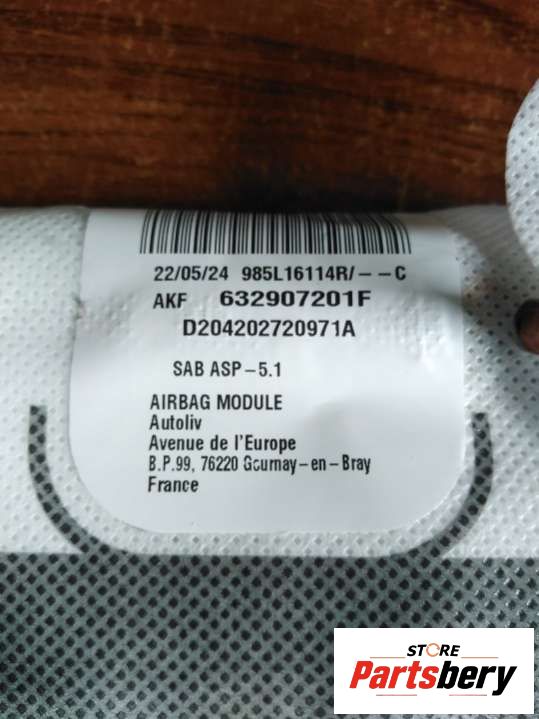 22/05/24 985L16114R/--C
AKF 632907201F
D204202720971A
SAB ASP-5.1
AIRBAG MODULE
Autoliv
Avenue de l'Europe
B.P.99, 76220 Gournay-en-Bray
France
STORE
Partsbery